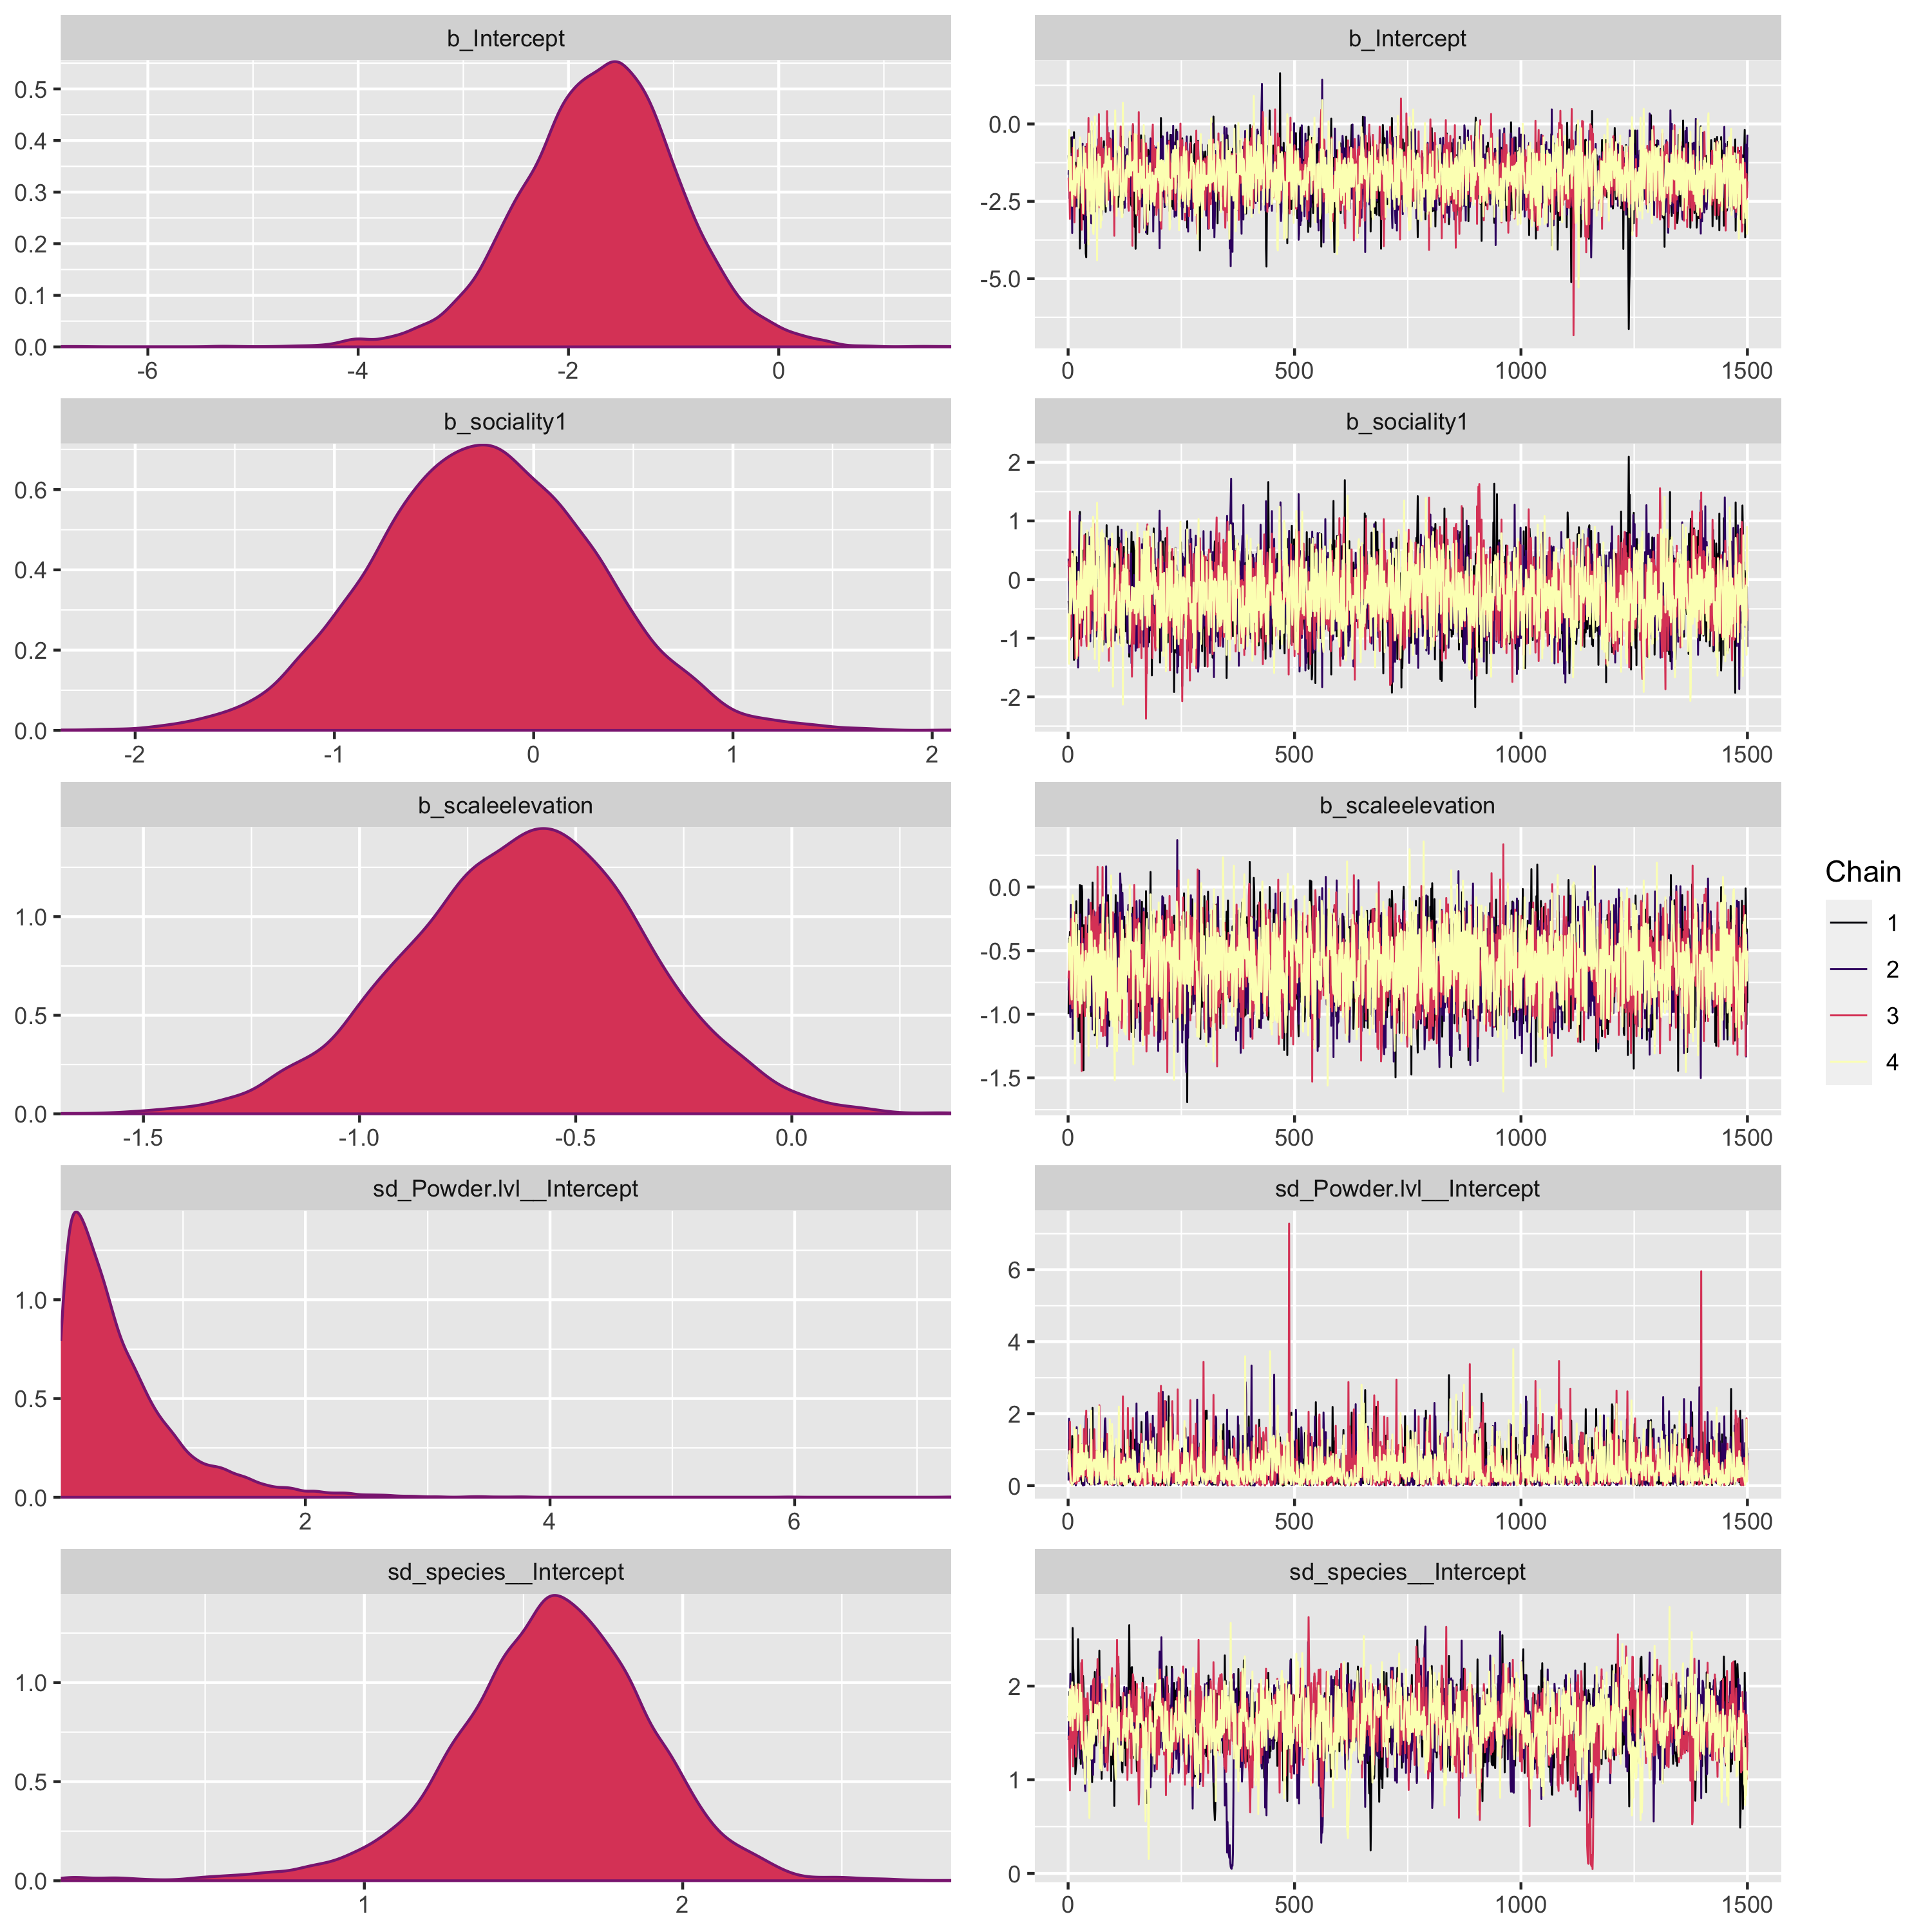 b_Intercept
b_Intercept
0.5
0.4
0.3
0.2
0.1
0.0
-6 -4 -2 0
0.0
-2.5
-5.0
0 500 1000 1500
b_sociality1
b_sociality1
0.6
0.4
0.2
0.0
-2 -1 0 1 2
2
1
0
-1
-2
0 500 1000 1500
b_scaleelevation
b_scaleelevation
1.0
0.5
0.0
-1.5 -1.0 -0.5 0.0
0.0
-0.5
-1.0
-1.5
0 500 1000 1500
Chain
1
2
3
4
sd_Powder.lvl__Intercept
sd_Powder.lvl__Intercept
1.0
0.5
0.0
2 4 6
6
4
2
0
0 500 1000 1500
sd_species__Intercept
sd_species__Intercept
1.0
0.5
0.0
1 2
2
1
0
0 500 1000 1500